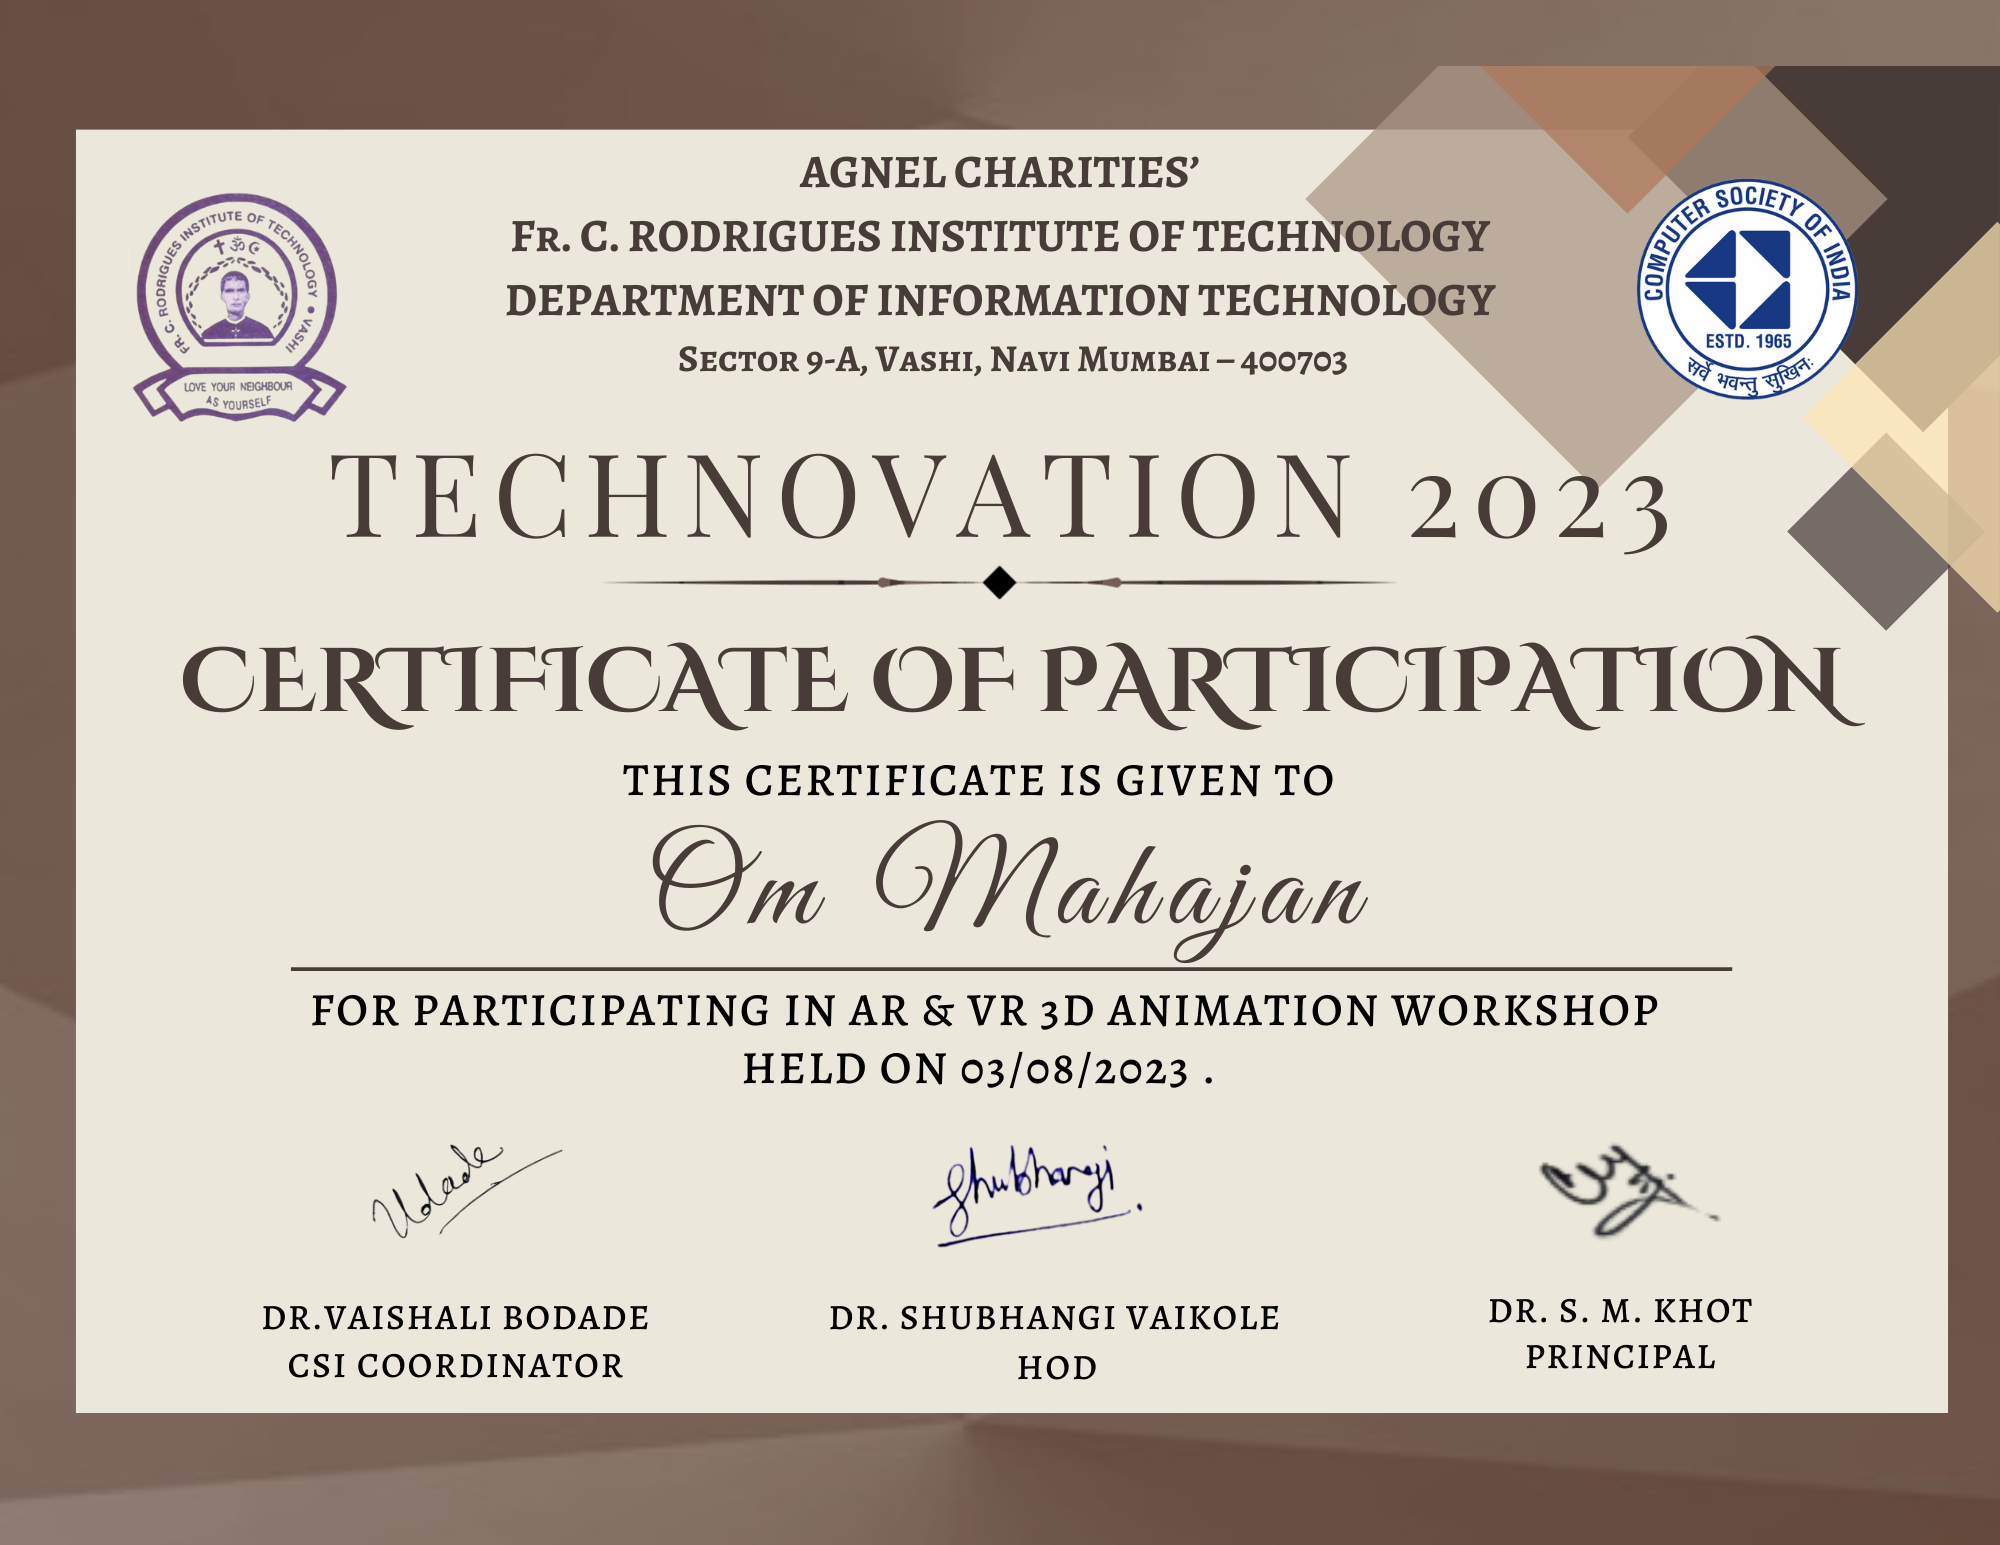 AGNEL CHARITIES’
FR. C. RODRIGUES INSTITUTE OF TECHNOLOGY
DEPARTMENT OF INFORMATION TECHNOLOGY
SECTOR 9-A, VASHI, NAVI MUMBAI – 400703
FR. C. RODRIGUES INSTITUTE OF TECHNOLOGY • VASHI
LOVE YOUR NEIGHBOUR
AS YOURSELF
COMPUTER SOCIETY OF INDIA
ESTD. 1965
सर्वे भवन्तु सुखिनः
TECHNOVATION 2023
CERTIFICATE OF PARTICIPATION
THIS CERTIFICATE IS GIVEN TO
Om Mahajan
FOR PARTICIPATING IN AR & VR 3D ANIMATION WORKSHOP
HELD ON 03/08/2023 .
Shubhangi
DR.VAISHALI BODADE
CSI COORDINATOR
DR. SHUBHANGI VAIKOLE
HOD
DR. S. M. KHOT
PRINCIPAL